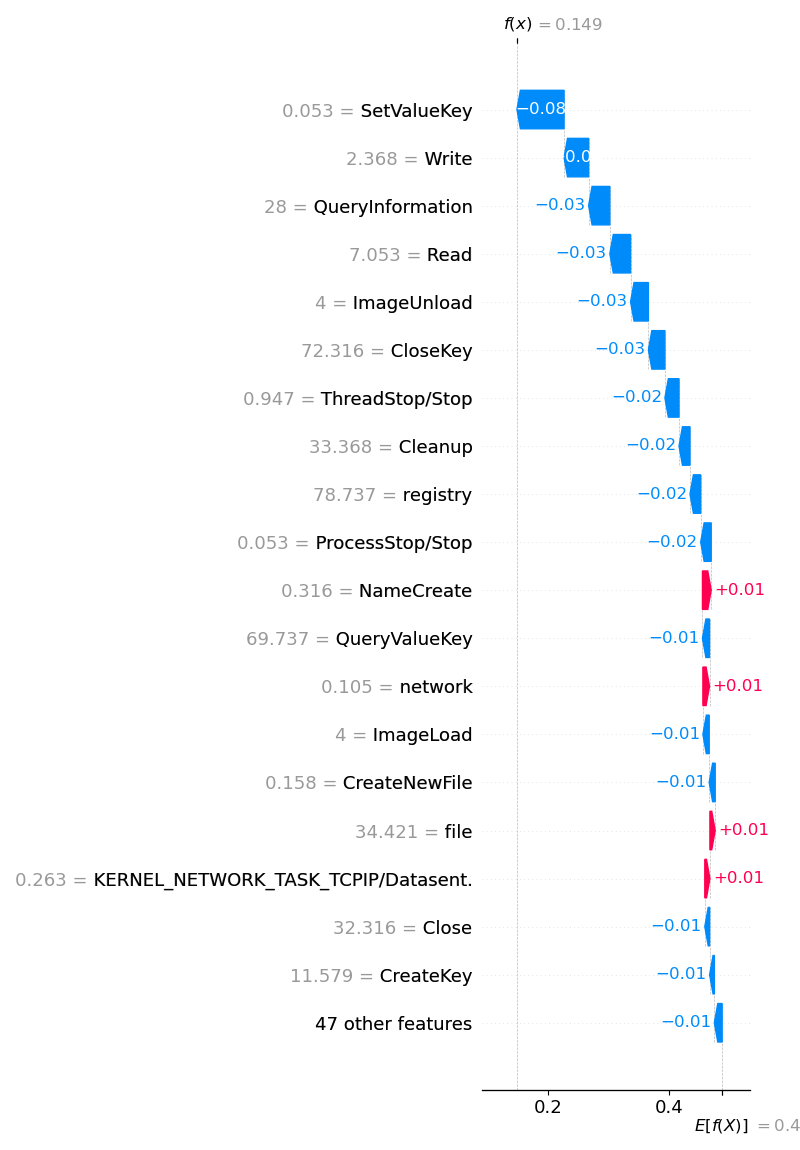 f(x) = 0.149
0.053 = SetValueKey −0.08
2.368 = Write
28 = QueryInformation −0.03
7.053 = Read −0.03
4 = ImageUnload −0.03
72.316 = CloseKey −0.03
0.947 = ThreadStop/Stop −0.02
33.368 = Cleanup −0.02
78.737 = registry −0.02
0.053 = ProcessStop/Stop −0.02
0.316 = NameCreate +0.01
69.737 = QueryValueKey −0.01
0.105 = network +0.01
4 = ImageLoad −0.01
0.158 = CreateNewFile −0.01
34.421 = file +0.01
0.263 = KERNEL_NETWORK_TASK_TCPIP/Datasent. +0.01
32.316 = Close −0.01
11.579 = CreateKey −0.01
47 other features −0.01
0.2 0.4
E[f(X)] = 0.4